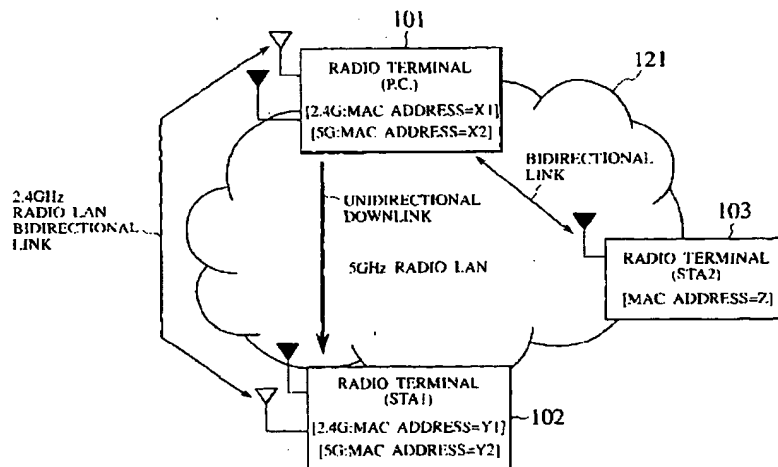 101
RADIO TERMINAL
(P.C.)
[2.4G:MAC ADDRESS=X1]
[5G:MAC ADDRESS=X2]
121
BIDIRECTIONAL
LINK
2.4GHz
RADIO LAN
BIDIRECTIONAL
LINK
UNIDIRECTIONAL
DOWNLINK
5GHz RADIO LAN
103
RADIO TERMINAL
(STA2)
[MAC ADDRESS=Z]
RADIO TERMINAL
(STA1)
[2.4G:MAC ADDRESS=Y1]
[5G:MAC ADDRESS=Y2]
102